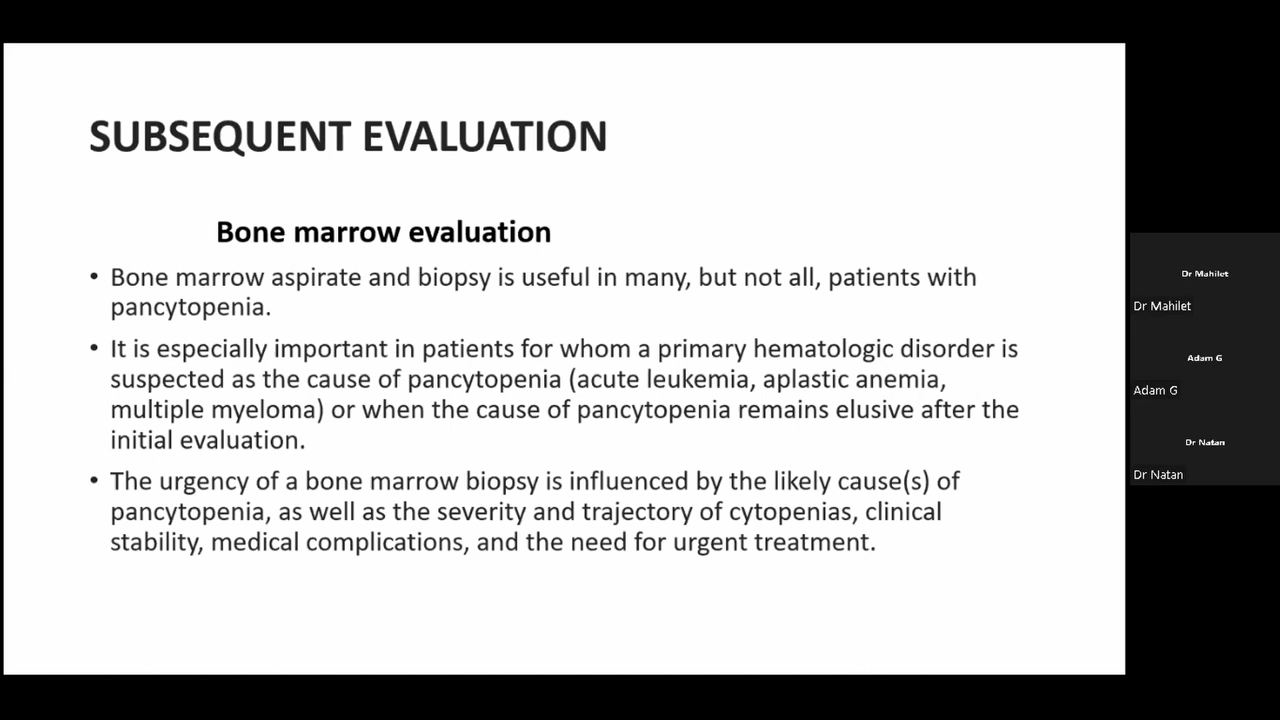 SUBSEQUENT EVALUATION
Bone marrow evaluation
• Bone marrow aspirate and biopsy is useful in many, but not all, patients with
pancytopenia.
• It is especially important in patients for whom a primary hematologic disorder is
suspected as the cause of pancytopenia (acute leukemia, aplastic anemia,
multiple myeloma) or when the cause of pancytopenia remains elusive after the
initial evaluation.
• The urgency of a bone marrow biopsy is influenced by the likely cause(s) of
pancytopenia, as well as the severity and trajectory of cytopenias, clinical
stability, medical complications, and the need for urgent treatment.
Dr Mahilet
Dr Mahilet
Adam G
Adam G
Dr Natan
Dr Natan